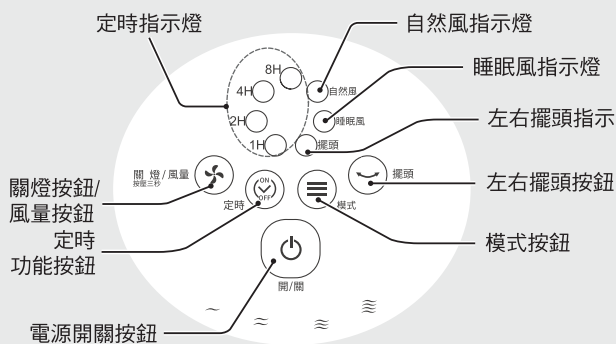 定時指示燈
自然風指示燈
睡眠風指示燈
左右擺頭指示
左右擺頭按鈕
模式按鈕
關燈按鈕/
風量按鈕
定時
功能按鈕
電源開關按鈕
8H
4H
2H
1H
自然風
睡眠風
擺頭
關 燈/風量
按壓三秒
ON
OFF
定時
模式
擺頭
開/關